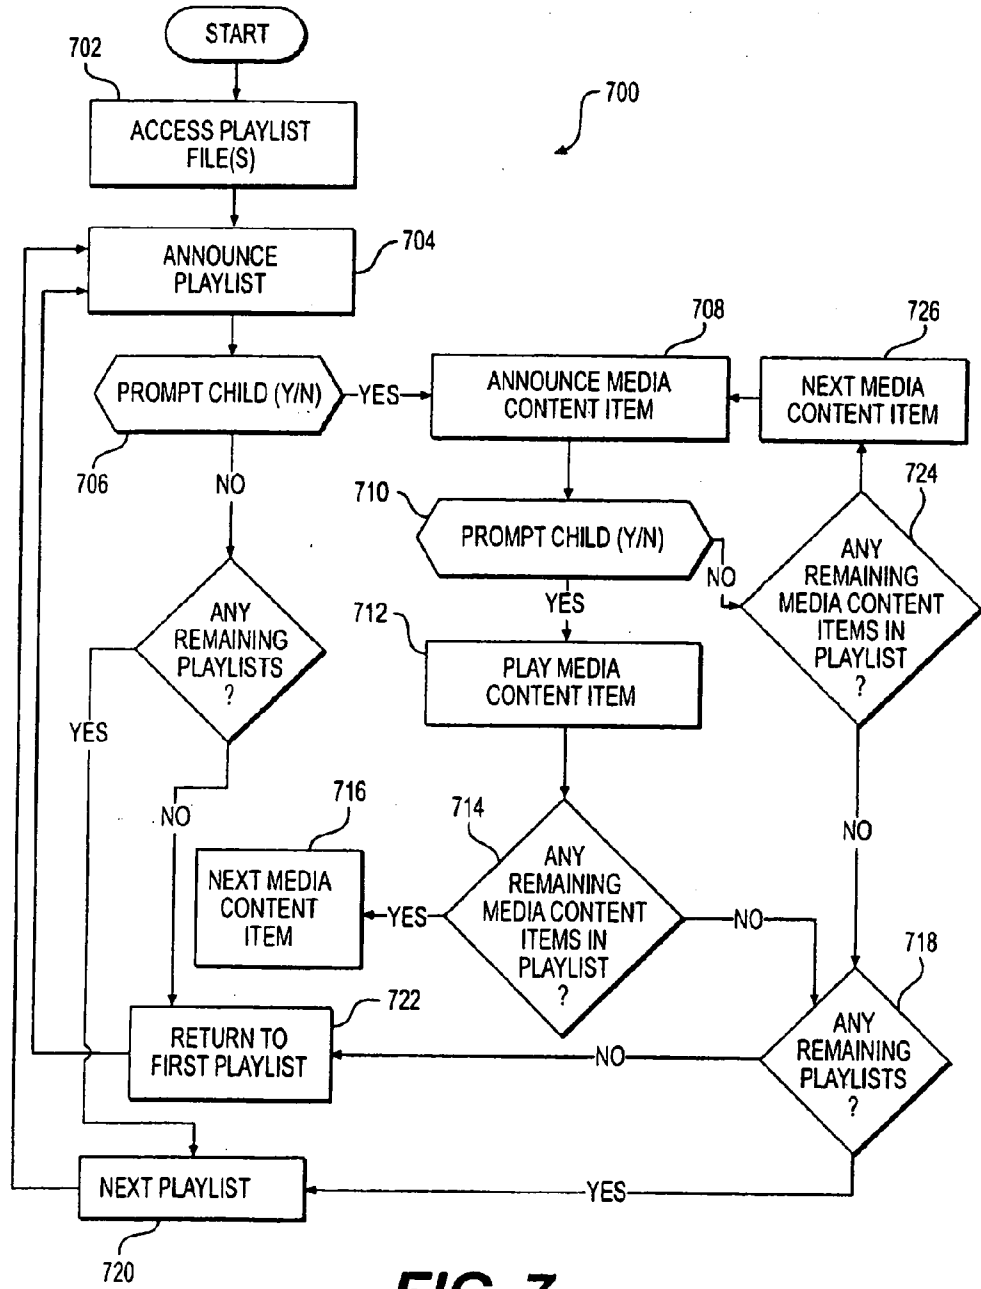 START
702
700
ACCESS PLAYLIST
FILE(S)
ANNOUNCE
PLAYLIST
704
708
726
PROMPT CHILD (Y/N)
YES
ANNOUNCE MEDIA
CONTENT ITEM
NEXT MEDIA
CONTENT ITEM
706
NO
710
724
PROMPT CHILD (Y/N)
NO
ANY
REMAINING
MEDIA CONTENT
ITEMS IN
PLAYLIST
?
YES
712
ANY
REMAINING
PLAYLISTS
?
PLAY MEDIA
CONTENT ITEM
YES
NO
716
714
NO
NEXT MEDIA
CONTENT
ITEM
YES
ANY
REMAINING
MEDIA CONTENT
ITEMS IN
PLAYLIST
?
NO
718
722
RETURN TO
FIRST PLAYLIST
NO
ANY
REMAINING
PLAYLISTS
?
NEXT PLAYLIST
YES
720
FIG. 7